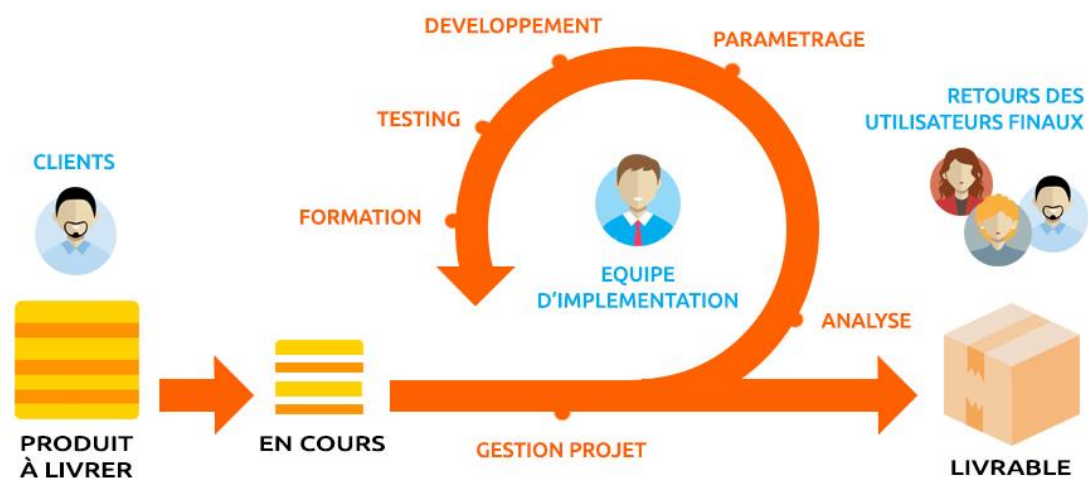 DEVELOPPEMENT
PARAMETRAGE
RETOURS DES
UTILISATEURS FINAUX
TESTING
CLIENTS
FORMATION
EQUIPE
D'IMPLEMENTATION
ANALYSE
PRODUIT
À LIVRER
EN COURS
GESTION PROJET
LIVRABLE